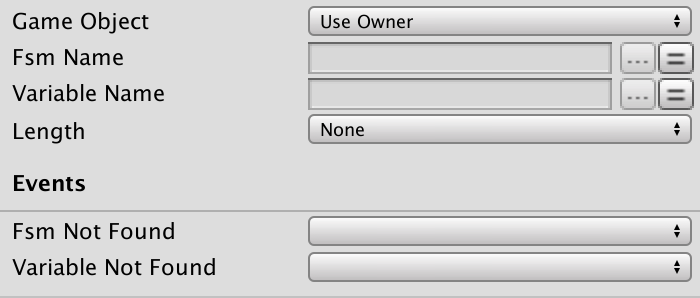 Game Object Use Owner
Fsm Name ... =
Variable Name ... =
Length None
Events
Fsm Not Found
Variable Not Found